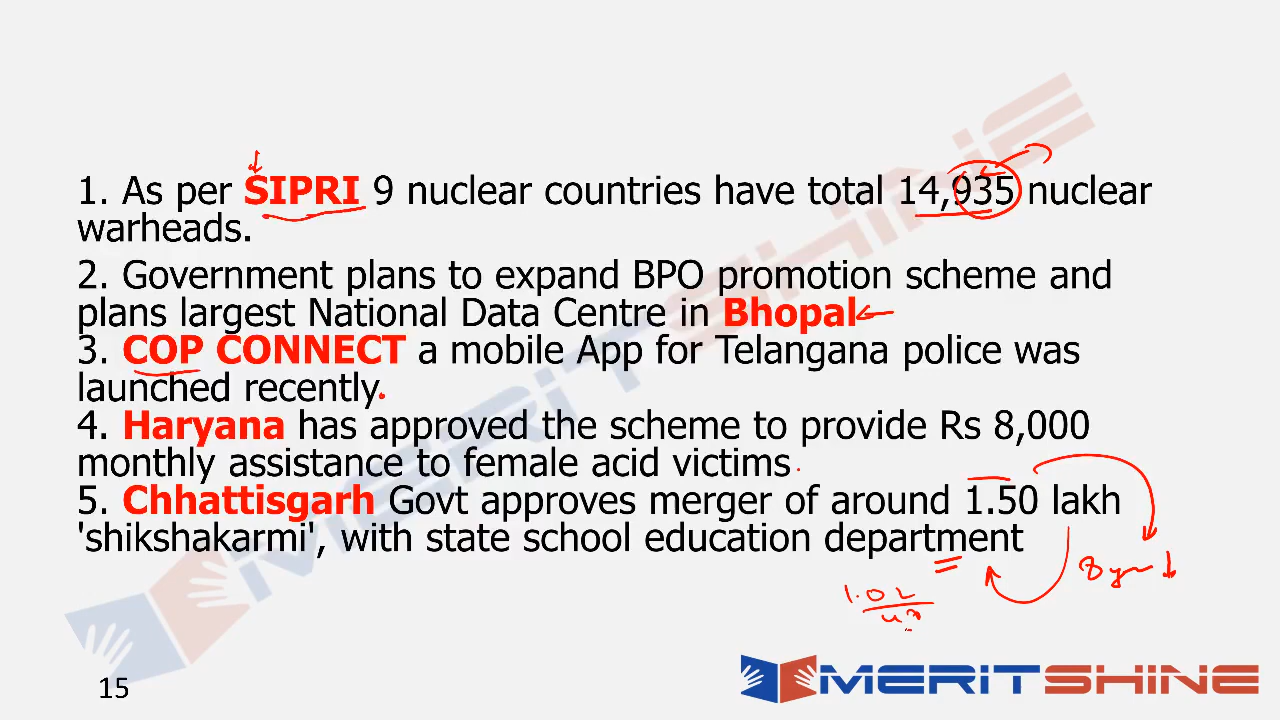 1. As per SIPRI 9 nuclear countries have total 14,935 nuclear
warheads.
2. Government plans to expand BPO promotion scheme and
plans largest National Data Centre in Bhopal
3. COP CONNECT a mobile App for Telangana police was
launched recently.
4. Haryana has approved the scheme to provide Rs 8,000
monthly assistance to female acid victims
5. Chhattisgarh Govt approves merger of around 1.50 lakh
'shikshakarmi', with state school education department
8 yr
15
MERITSHINE
MERITSHINE